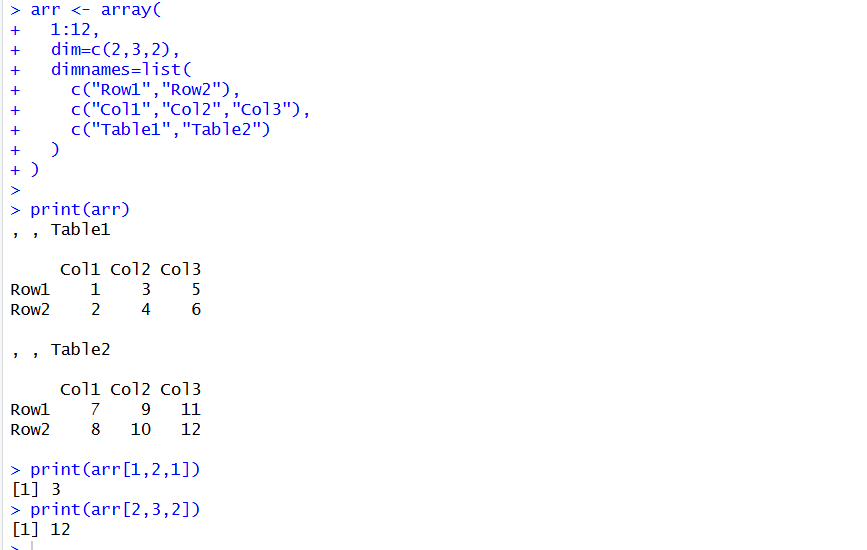 > arr <- array(
+   1:12,
+   dim=c(2,3,2),
+   dimnames=list(
+     c("Row1","Row2"),
+     c("Col1","Col2","Col3"),
+     c("Table1","Table2")
+   )
+ )
>
> print(arr)
, , Table1

     Col1 Col2 Col3
Row1    1    3    5
Row2    2    4    6

, , Table2

     Col1 Col2 Col3
Row1    7    9   11
Row2    8   10   12

> print(arr[1,2,1])
[1] 3
> print(arr[2,3,2])
[1] 12
>